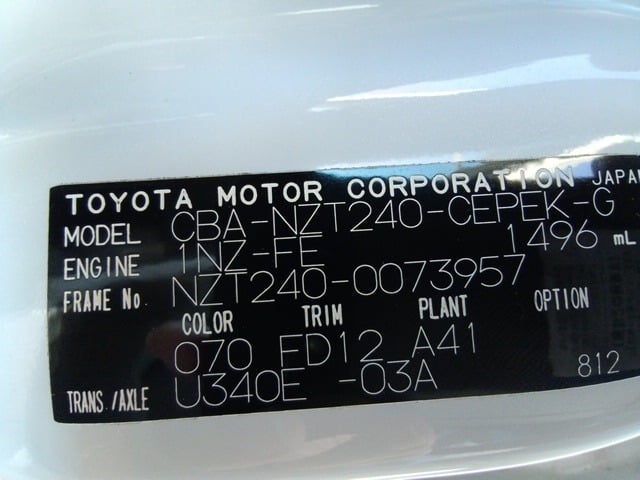 TOYOTA MOTOR CORPORATION JAPAN
MODEL CBA-NZT240-CEPEK-G
ENGINE 1NZ-FE 1496 mL
FRAME No. NZT240-0073957
COLOR TRIM PLANT OPTION
070 FD12 A41
TRANS./AXLE U340E -03A 812